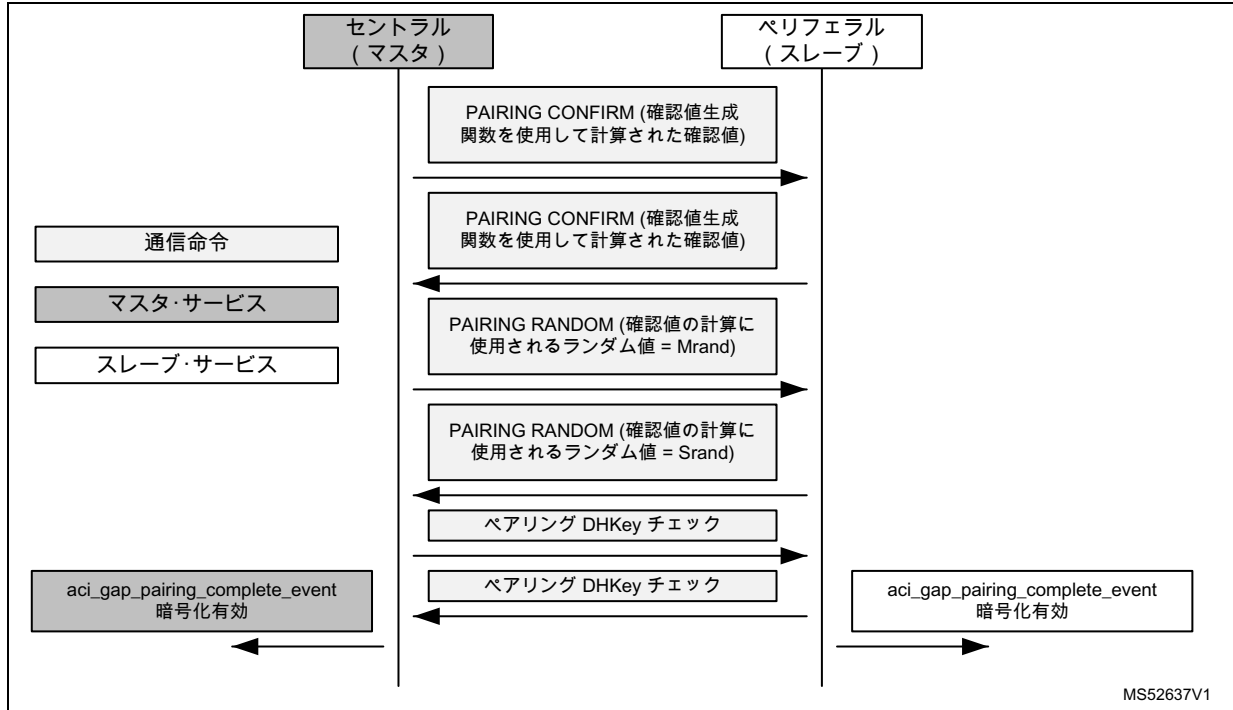 セントラル
(マスタ)
ペリフェラル
(スレーブ)
PAIRING CONFIRM (確認値生成
関数を使用して計算された確認値)
PAIRING CONFIRM (確認値生成
関数を使用して計算された確認値)
通信命令
マスタ·サービス
スレーブ·サービス
PAIRING RANDOM (確認値の計算に
使用されるランダム値 = Mrand)
PAIRING RANDOM (確認値の計算に
使用されるランダム値 = Srand)
ペアリング DHKey チェック
ペアリング DHKey チェック
aci_gap_pairing_complete_event
暗号化有効
aci_gap_pairing_complete_event
暗号化有効
MS52637V1